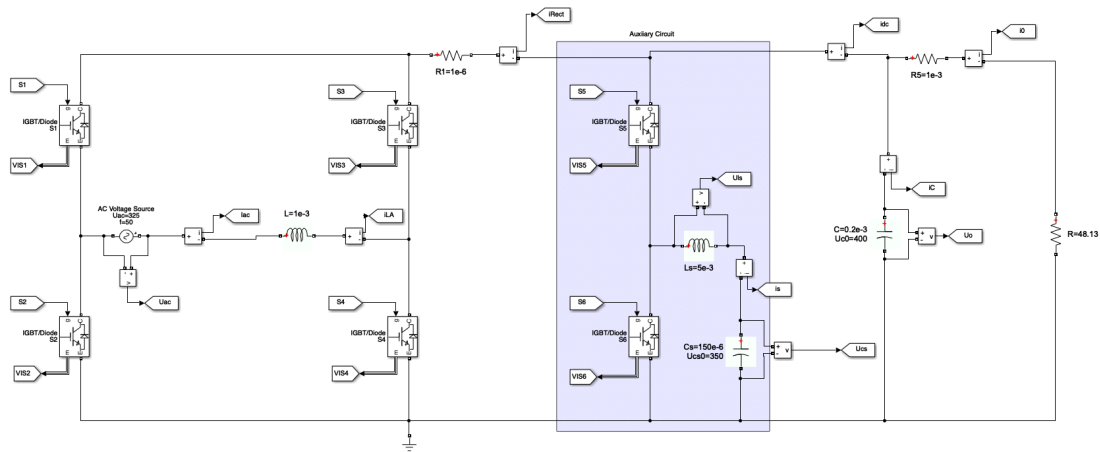 iRect
idc
i0
Auxiliary Circuit
R1=1e-6
R5=1e-3
S1
S3
S5
IGBT/Diode
S1
IGBT/Diode
S3
IGBT/Diode
S5
VIS1
VIS3
VIS5
Uls
iC
AC Voltage Source
Uac=325
f=50
Iac
L=1e-3
iLA
C=0.2e-3
Uc0=400
Uo
R=48.13
Ls=5e-3
is
Uac
S2
S4
S6
IGBT/Diode
S2
IGBT/Diode
S4
IGBT/Diode
S6
Cs=150e-6
Ucs0=350
Ucs
VIS2
VIS4
VIS6